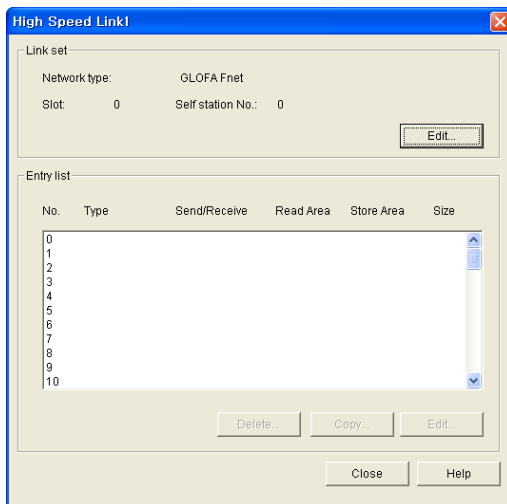 High Speed Link1
Link set
Network type: GLOFA Fnet
Slot: 0 Self station No.: 0
Edit...
Entry list
No. Type Send/Receive Read Area Store Area Size
0
1
2
3
4
5
6
7
8
9
10
Delete... Copy... Edit...
Close Help